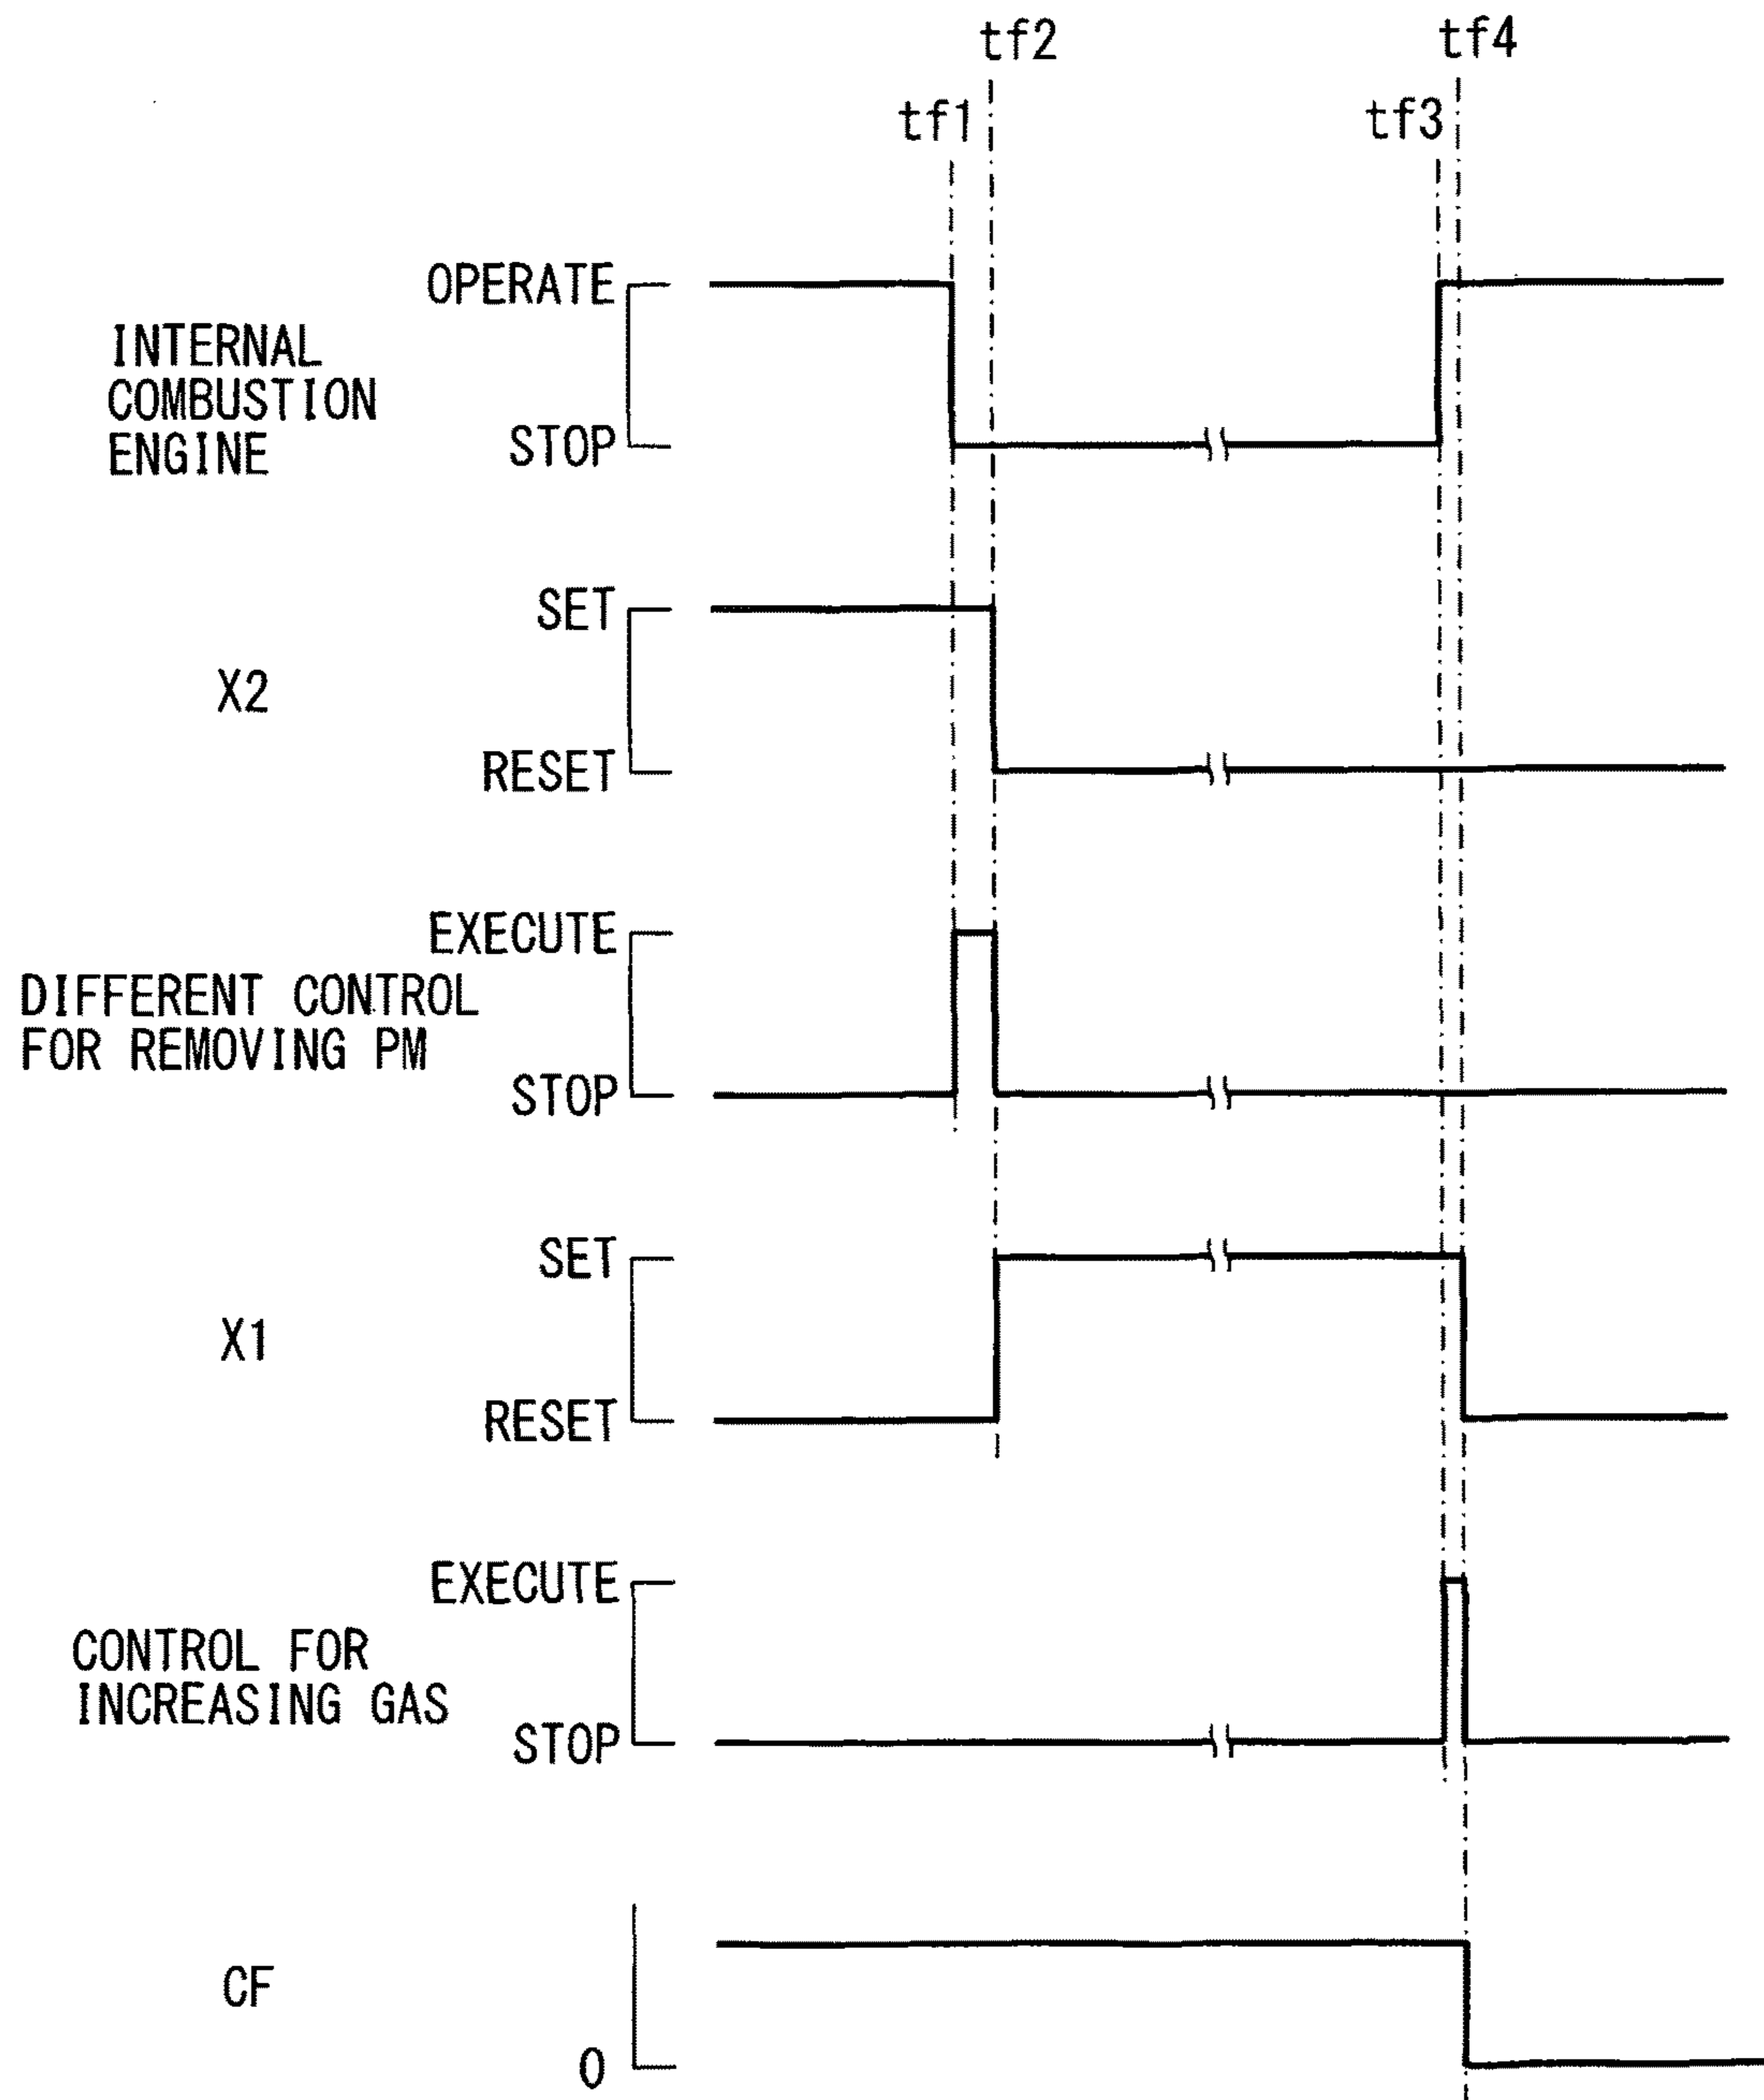 tf2
tf4
tf1
tf3
OPERATE
INTERNAL
COMBUSTION
ENGINE
STOP
SET
X2
RESET
EXECUTE
DIFFERENT CONTROL
FOR REMOVING PM
STOP
SET
X1
RESET
EXECUTE
CONTROL FOR
INCREASING GAS
STOP
CF
0